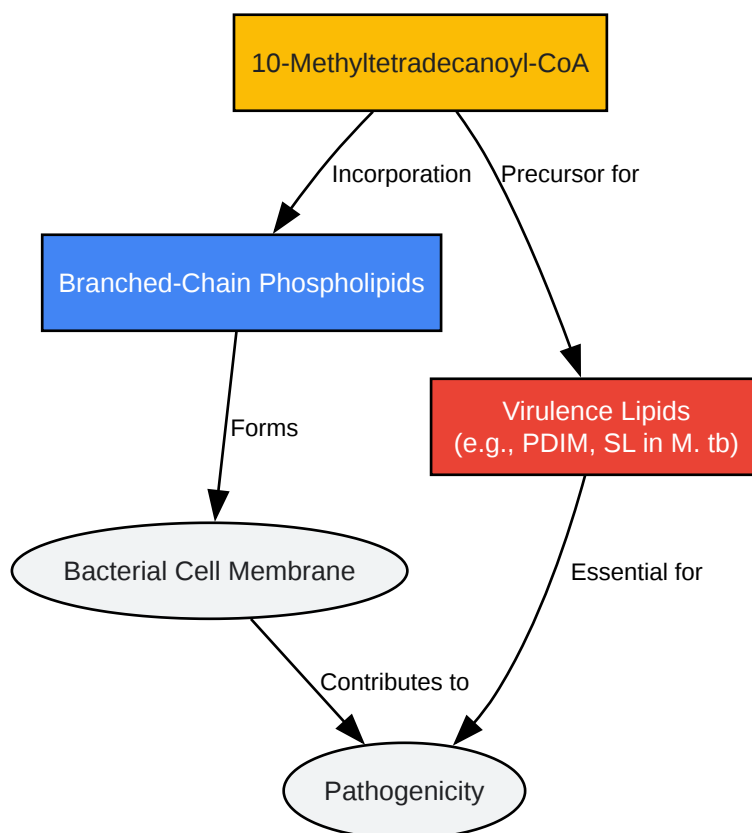 10-Methyltetradecanoyl-CoA
Incorporation
Precursor for
Branched-Chain Phospholipids
Virulence Lipids
(e.g., PDIM, SL in M. tb)
Forms
Bacterial Cell Membrane
Essential for
Contributes to
Pathogenicity